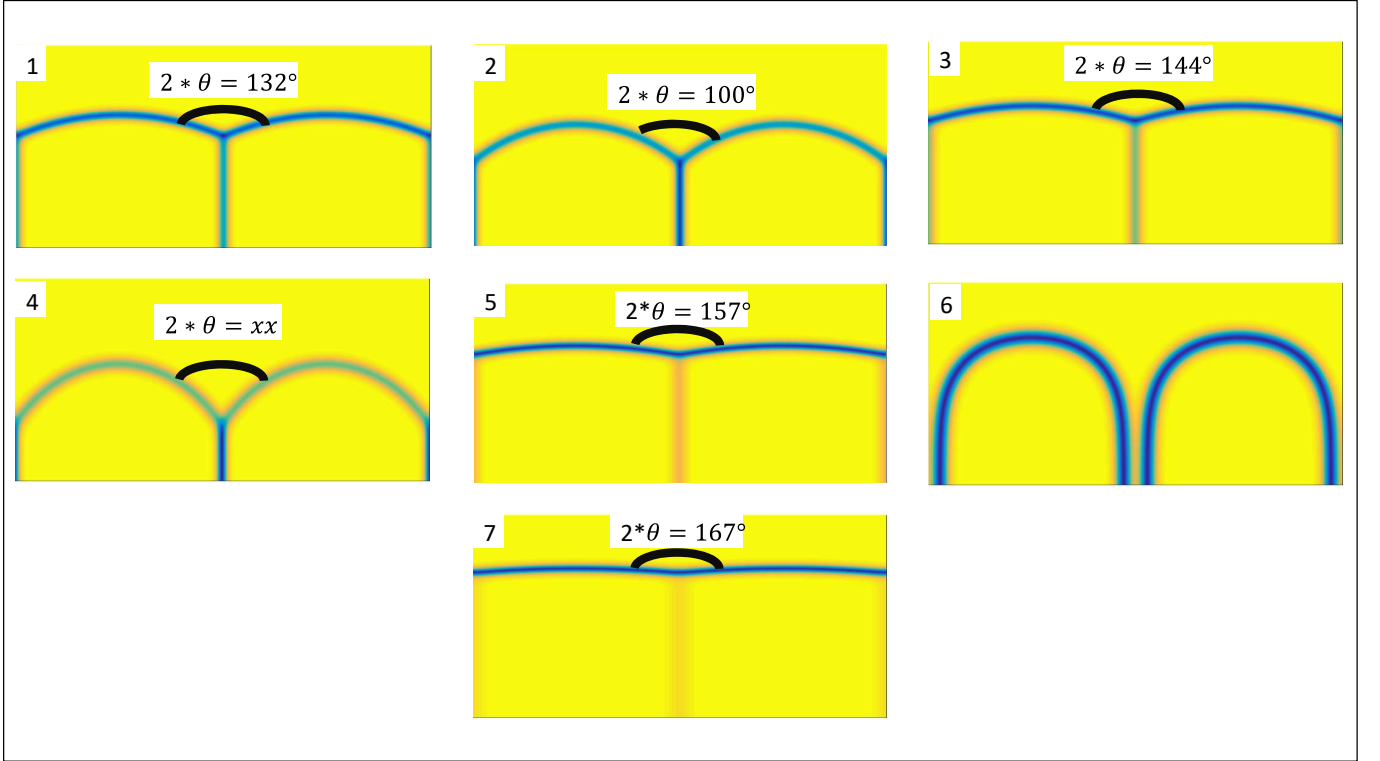 1
2 ∗ θ = 132°
2
2 ∗ θ = 100°
3
2 ∗ θ = 144°
4
2 ∗ θ = xx
5
2*θ = 157°
6
7
2*θ = 167°